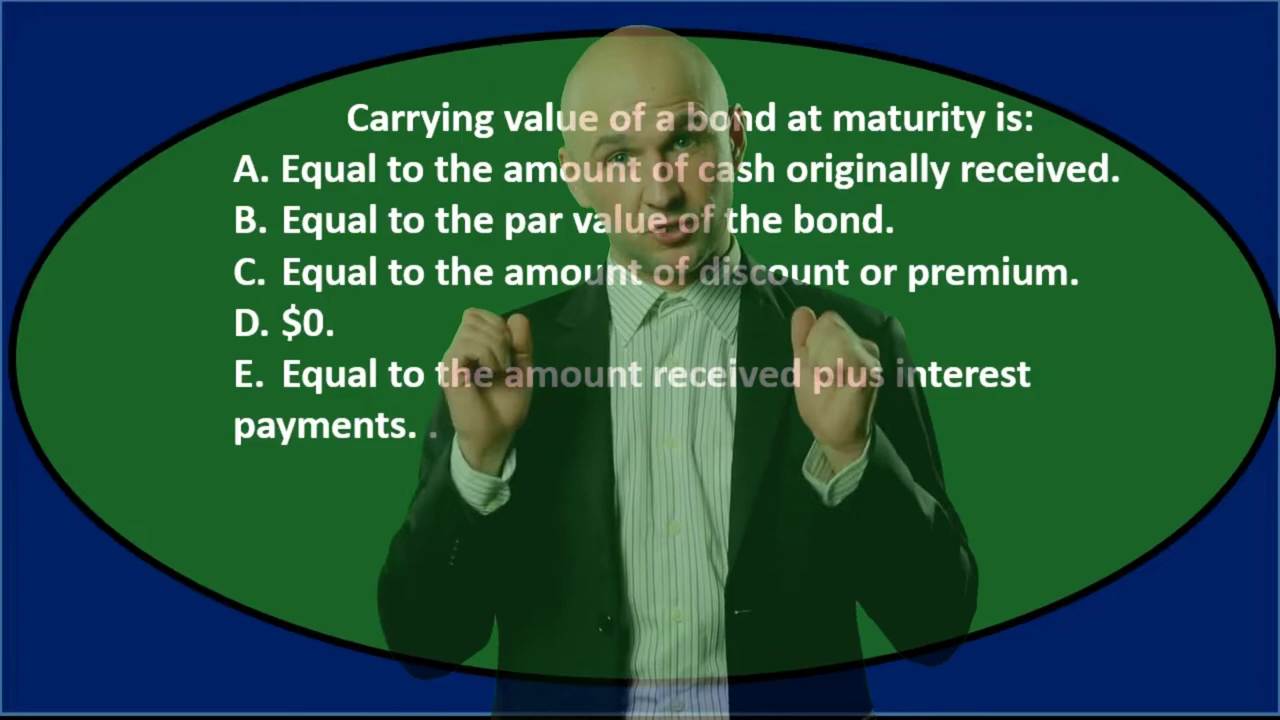 Carrying value of a bond at maturity is:
A. Equal to the amount of cash originally received.
B. Equal to the par value of the bond.
C. Equal to the amount of discount or premium.
D. $0.
E. Equal to the amount received plus interest
payments. .